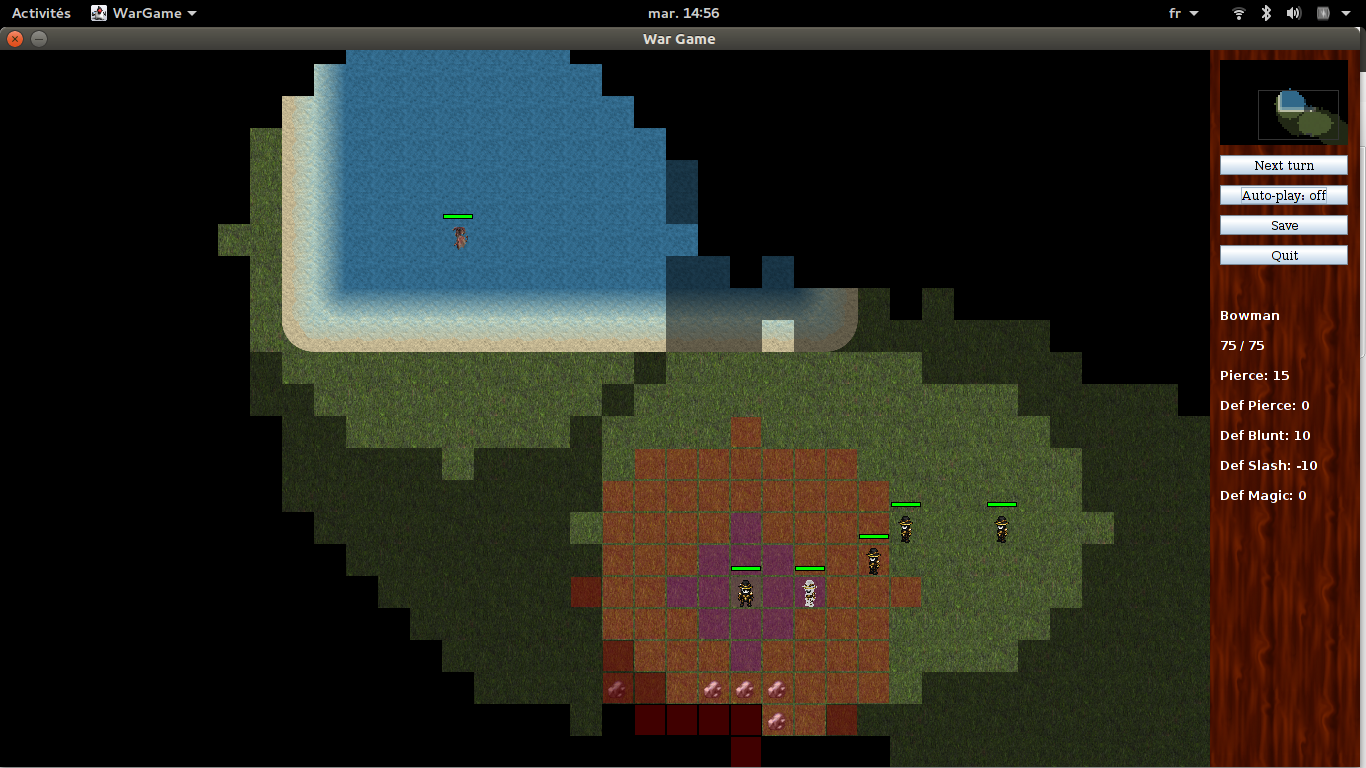 Activités WarGame mar. 14:56 fr
War Game
Next turn
Auto-play: off
Save
Quit
Bowman
75 / 75
Pierce: 15
Def Pierce: 0
Def Blunt: 10
Def Slash: -10
Def Magic: 0